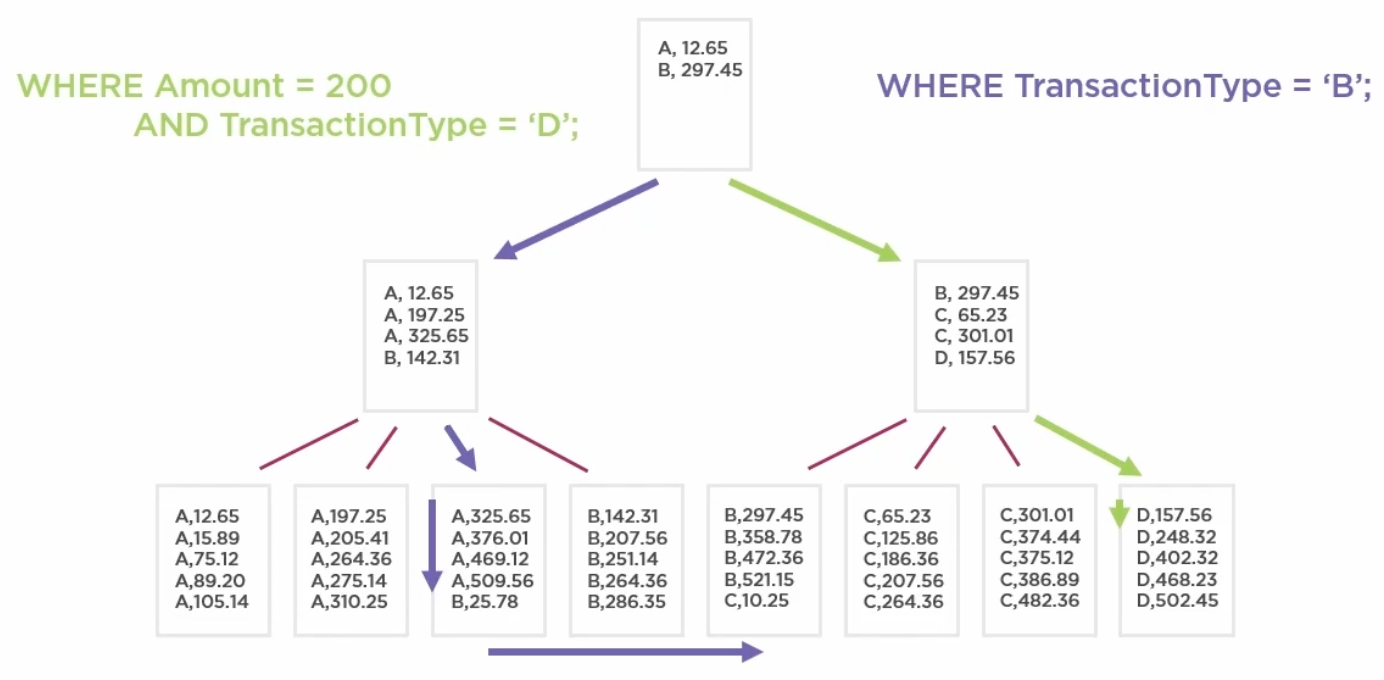 WHERE Amount = 200
AND TransactionType = ‘D’;
A, 12.65
B, 297.45
WHERE TransactionType = ‘B’;
A, 12.65
A, 197.25
A, 325.65
B, 142.31
B, 297.45
C, 65.23
C, 301.01
D, 157.56
A,12.65
A,15.89
A,75.12
A,89.20
A,105.14
A,197.25
A,205.41
A,264.36
A,275.14
A,310.25
A,325.65
A,376.01
A,469.12
A,509.56
B,25.78
B,142.31
B,207.56
B,251.14
B,264.36
B,286.35
B,297.45
B,358.78
B,472.36
B,521.15
C,10.25
C,65.23
C,125.86
C,186.36
C,207.56
C,264.36
C,301.01
C,374.44
C,375.12
C,386.89
C,482.36
D,157.56
D,248.32
D,402.32
D,468.23
D,502.45